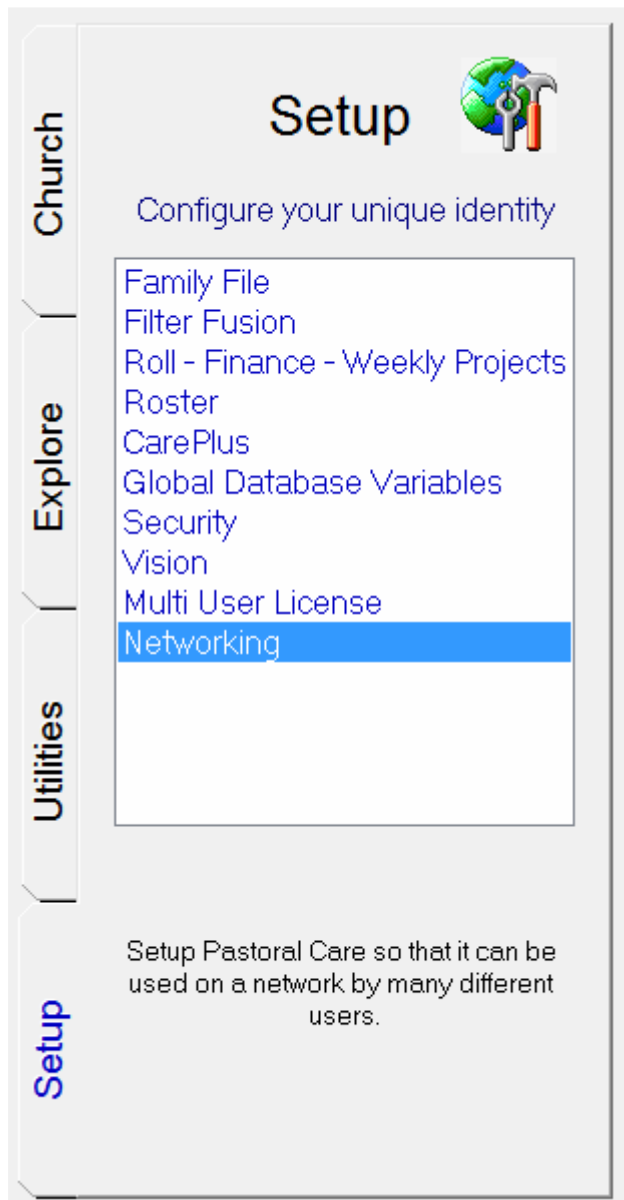 Church
Explore
Utilities
Setup
Setup
Configure your unique identity
Family File
Filter Fusion
Roll - Finance - Weekly Projects
Roster
CarePlus
Global Database Variables
Security
Vision
Multi User License
Networking
Setup Pastoral Care so that it can be
used on a network by many different
users.